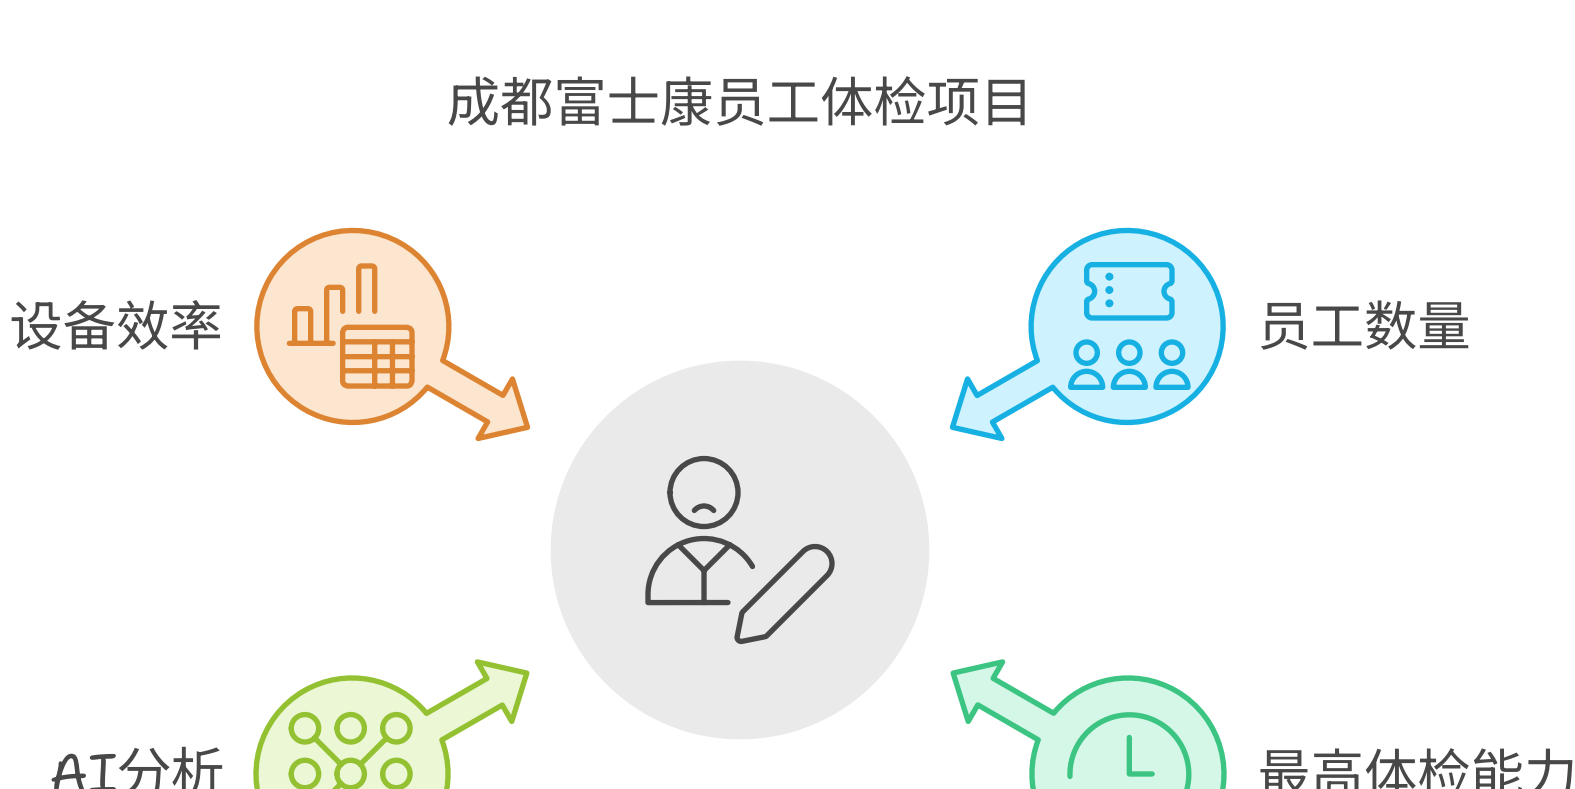 成都富士康员工体检项目
设备效率
员工数量
AI分析
最高体检能力